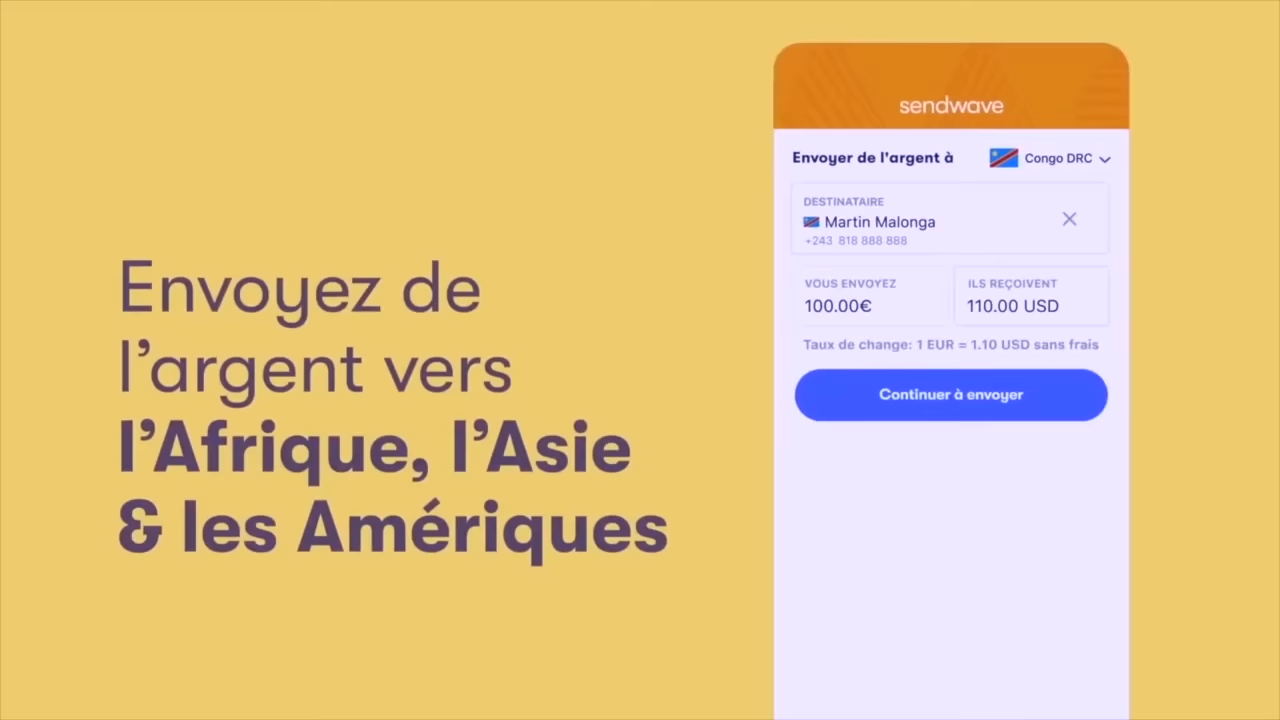 Envoyez de
l’argent vers
l’Afrique, l’Asie
& les Amériques
sendwave
Envoyer de l’argent à Congo DRC
DESTINATAIRE
Martin Malonga
+243 818 888 888
VOUS ENVOYEZ ILS REÇOIVENT
100.00€ 110.00 USD
Taux de change: 1 EUR = 1.10 USD sans frais
Continuer à envoyer